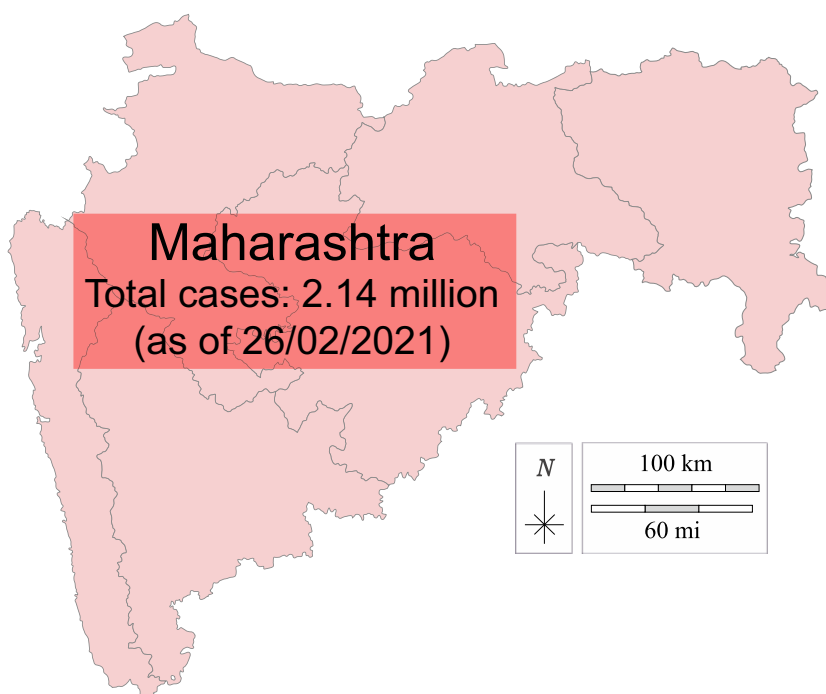 Maharashtra
Total cases: 2.14 million
(as of 26/02/2021)
N
100 km
60 mi